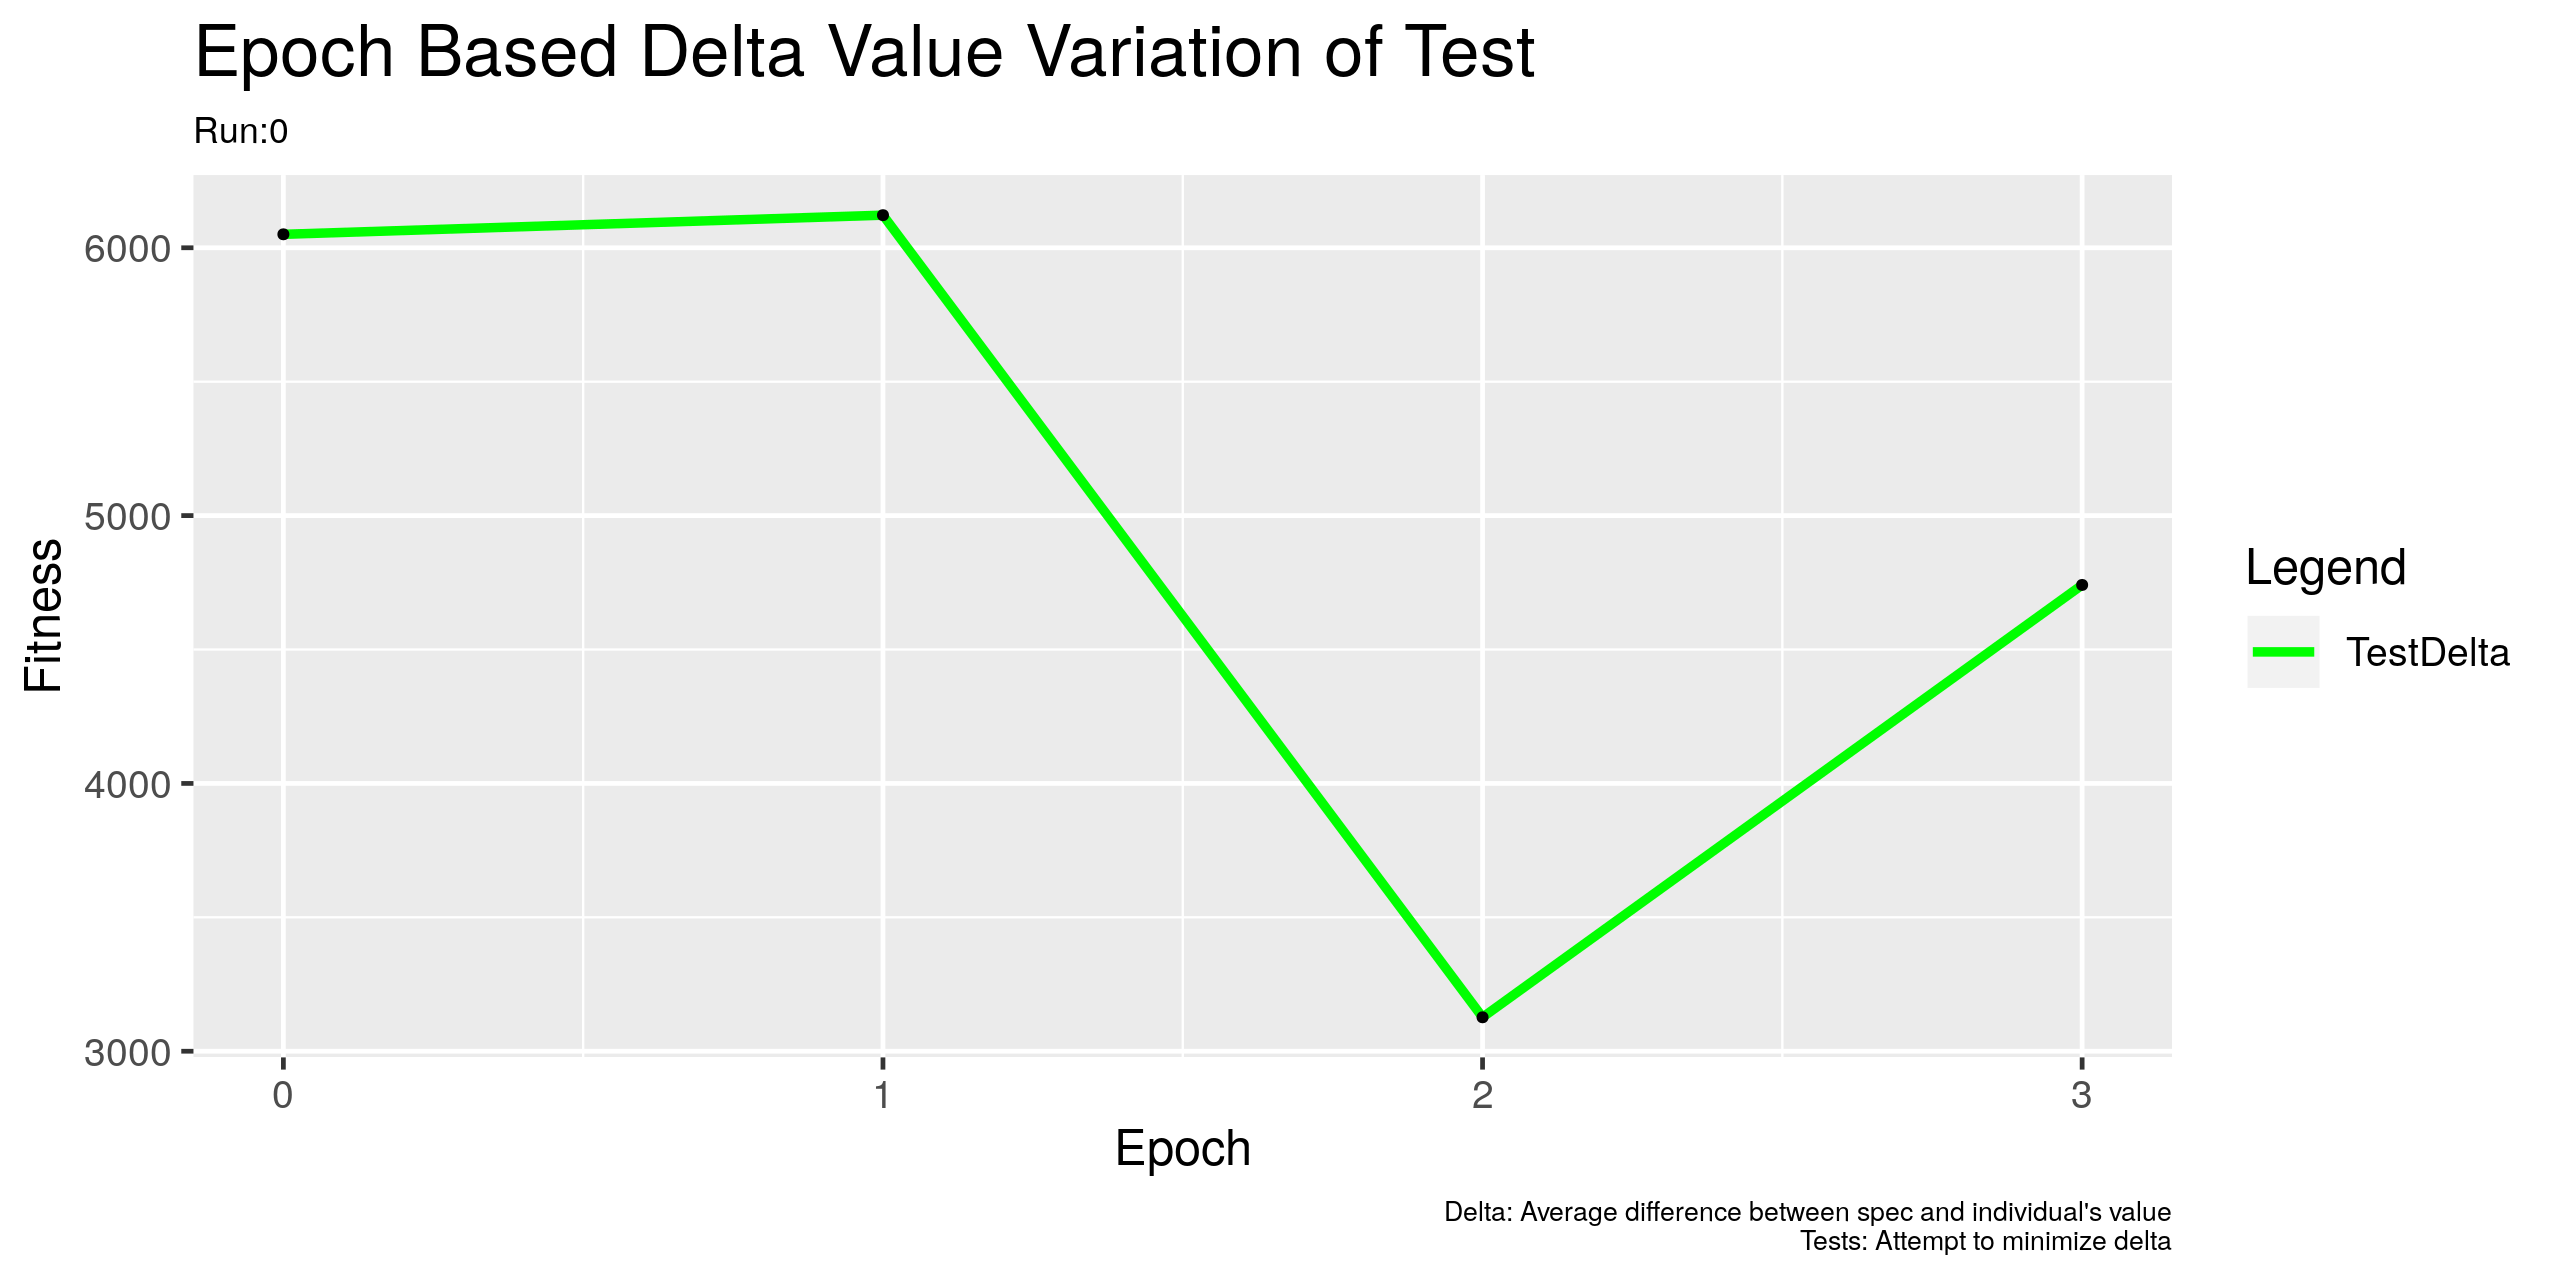 Epoch Based Delta Value Variation of Test
Run:0
Fitness
6000
5000
4000
3000
0 1 2 3
Epoch
Legend
TestDelta
Delta: Average difference between spec and individual's value
Tests: Attempt to minimize delta